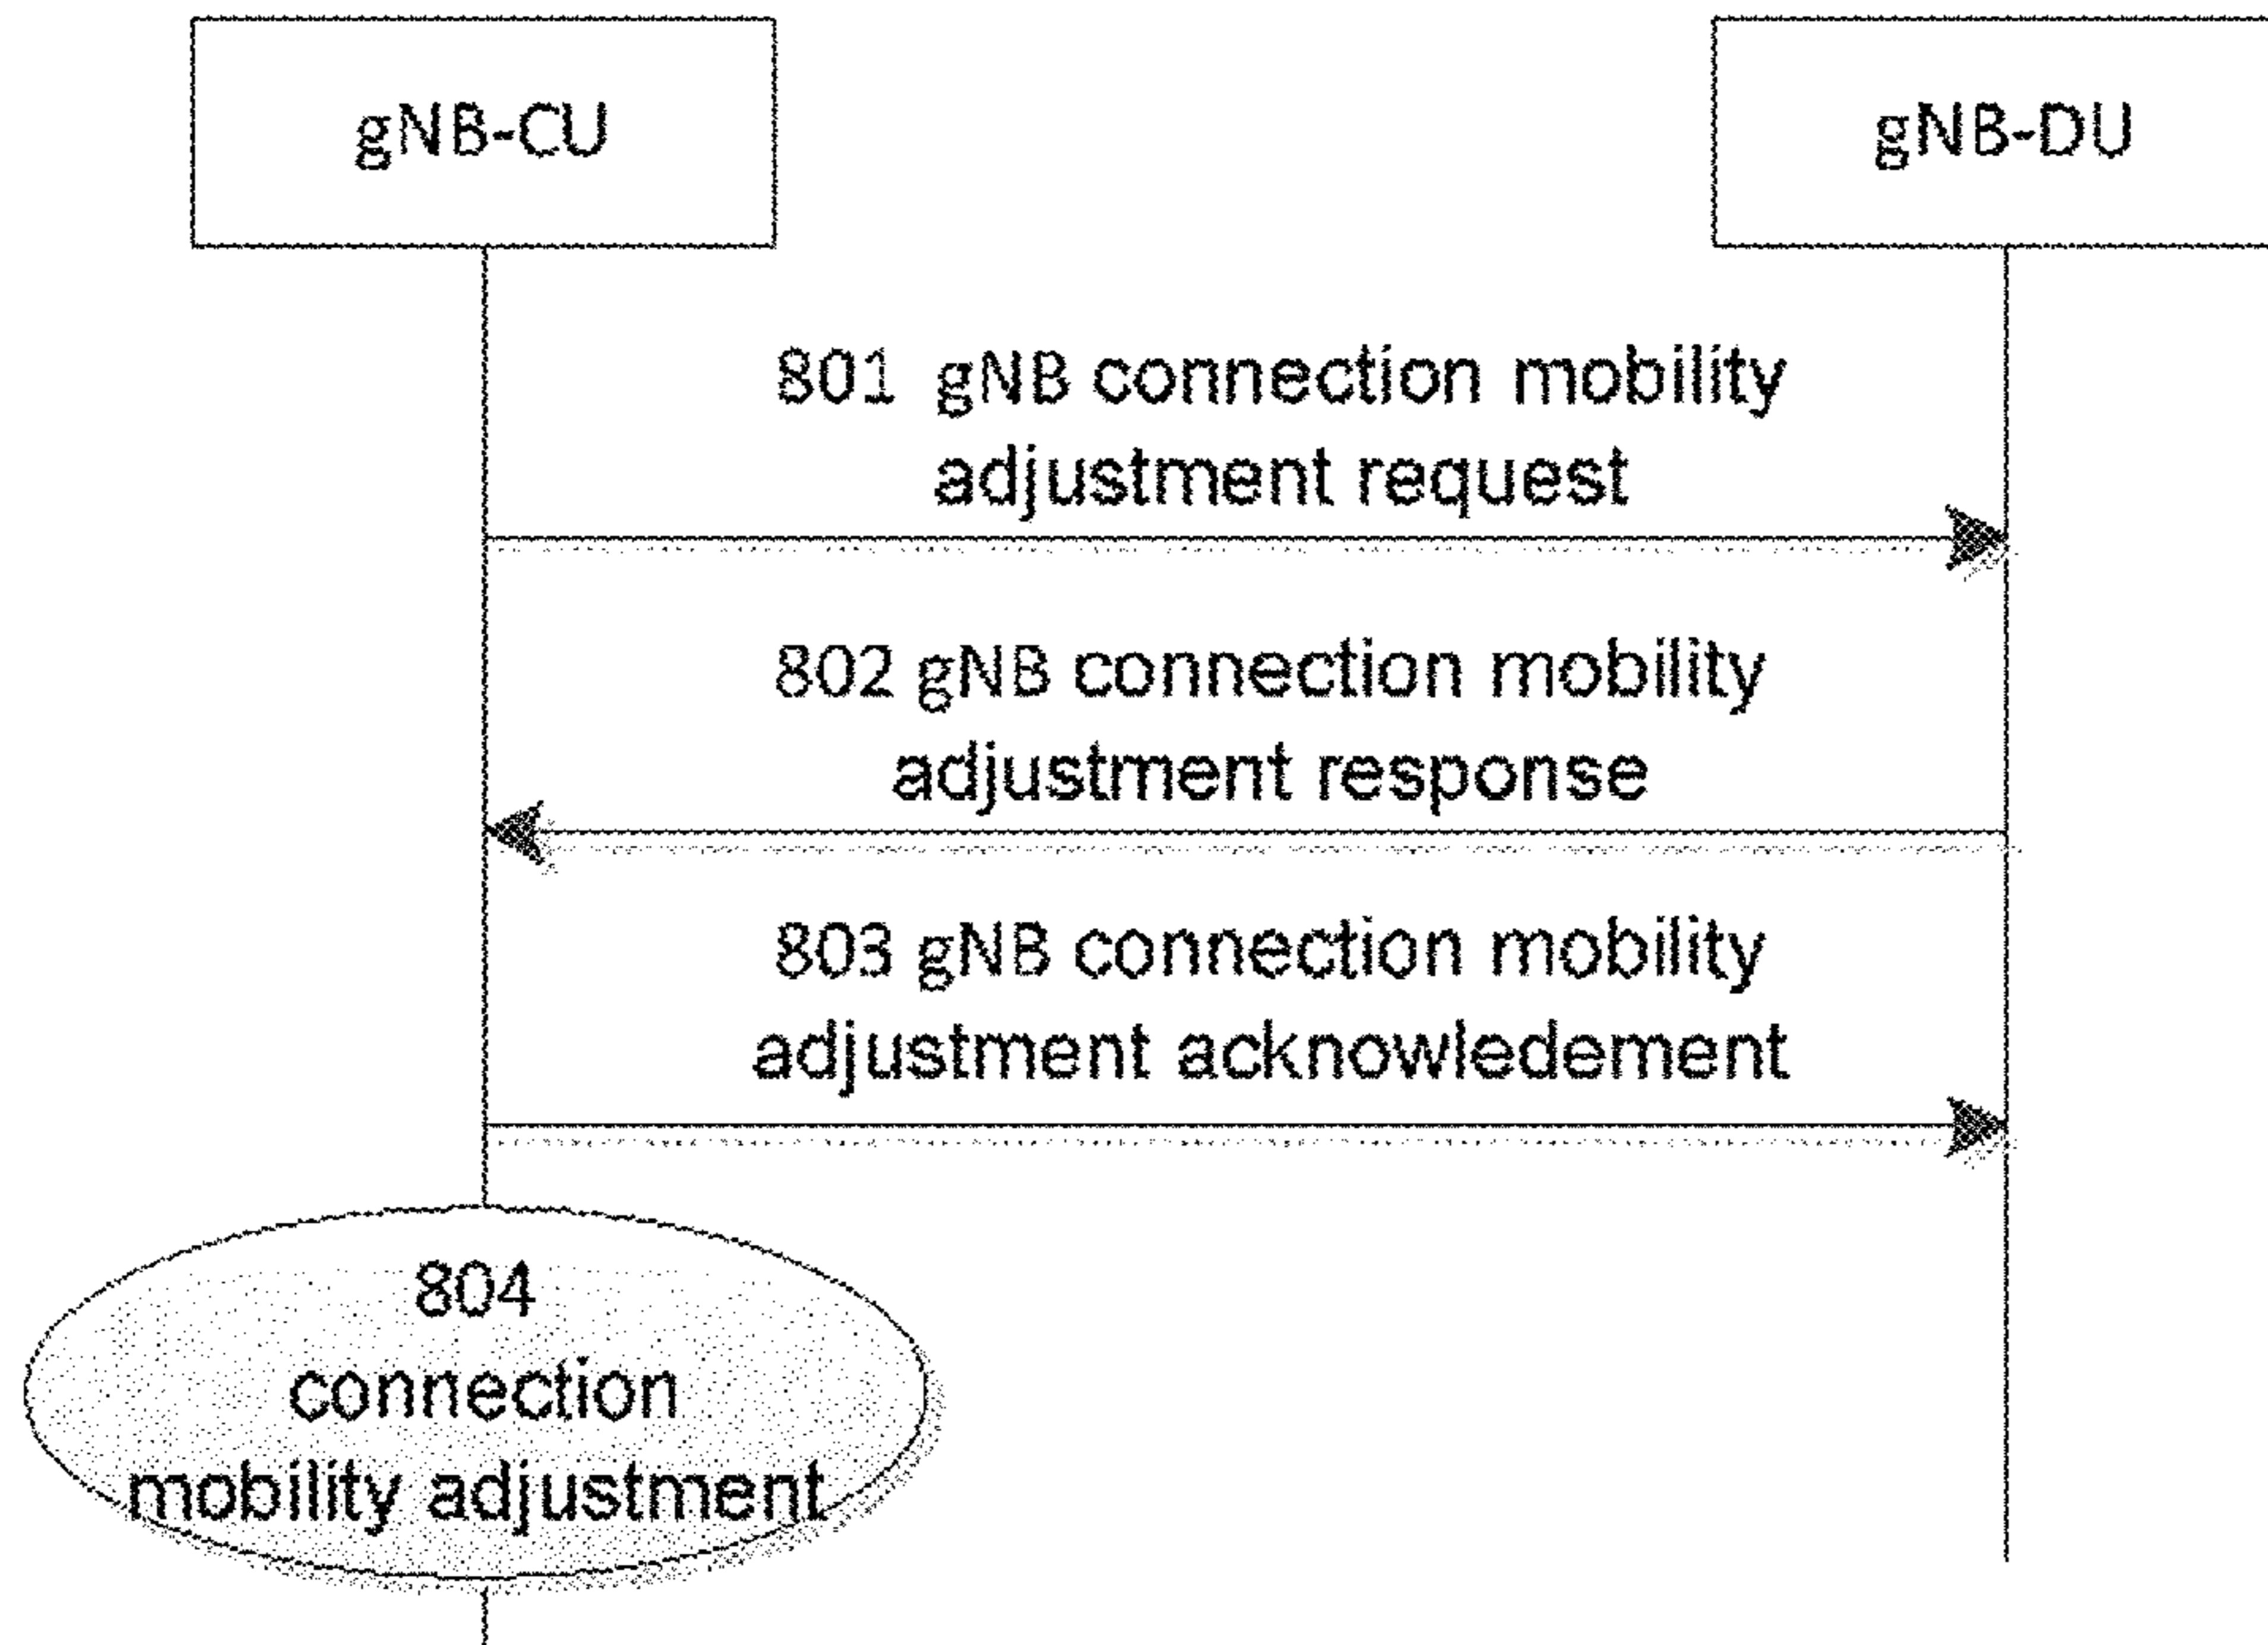 gNB-CU
gNB-DU
801 gNB connection mobility
adjustment request
802 gNB connection mobility
adjustment response
803 gNB connection mobility
adjustment acknowledement
804
connection
mobility adjustment